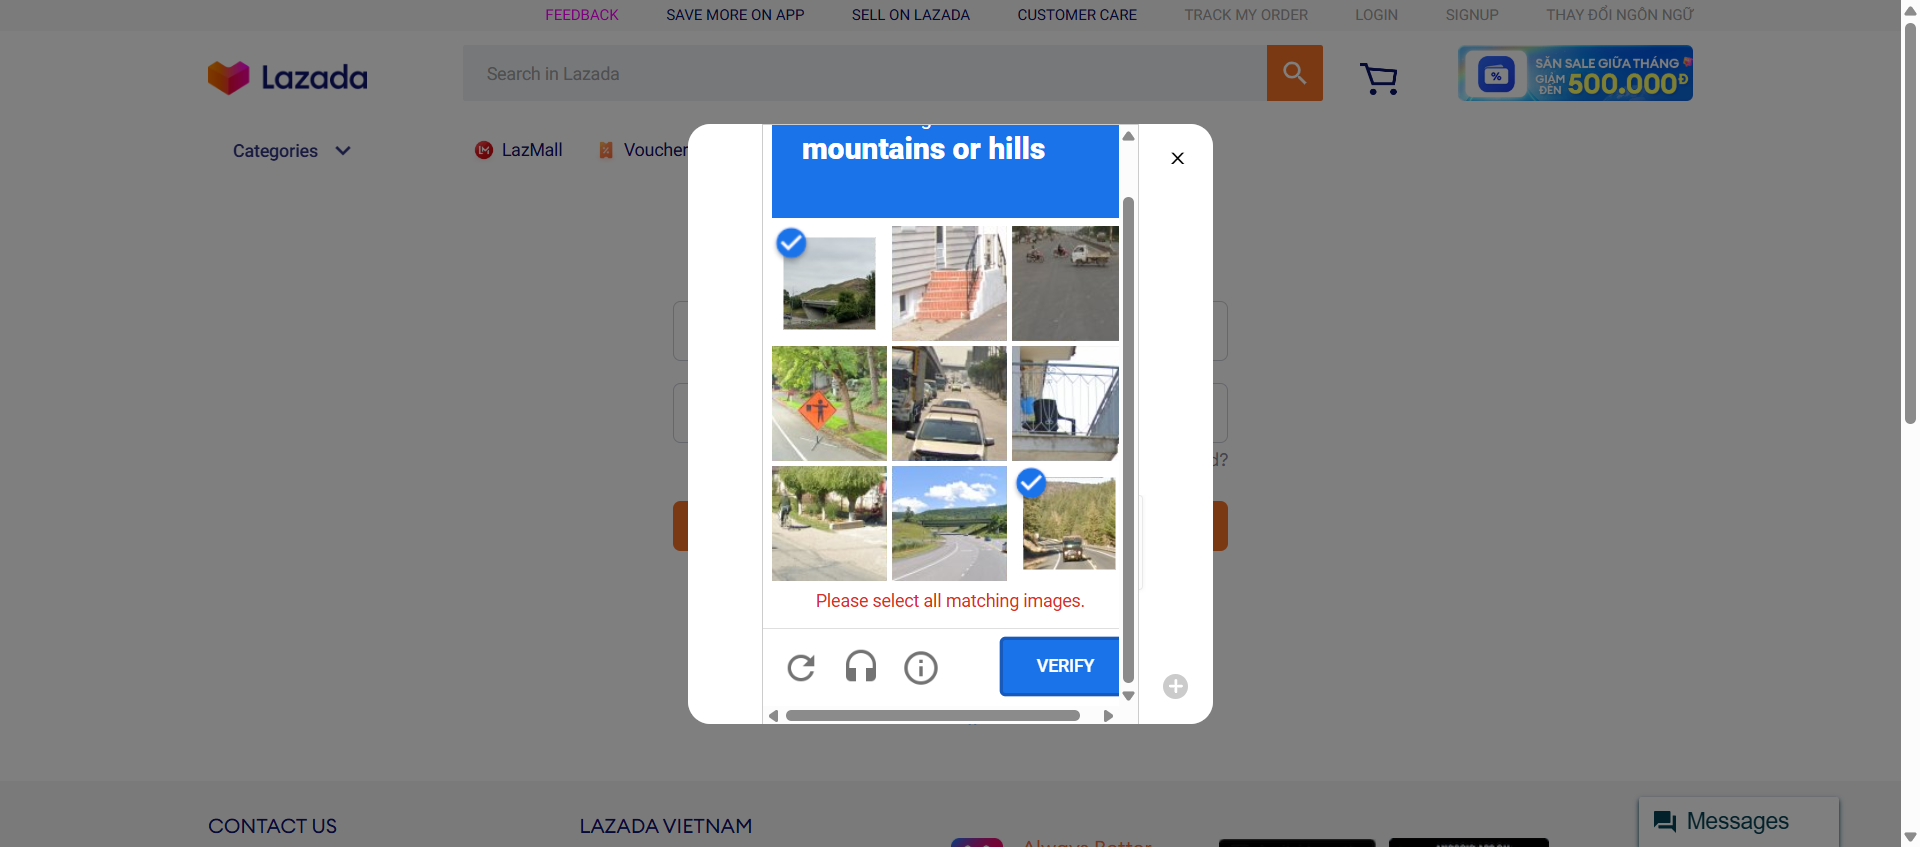 FEEDBACK SAVE MORE ON APP SELL ON LAZADA CUSTOMER CARE TRACK MY ORDER LOGIN SIGNUP THAY ĐỔI NGÔN NGỮ
Lazada
Search in Lazada
SĂN SALE GIỮA THÁNG
GIẢM ĐẾN 500.000Đ
Categories
LazMall
Voucher
mountains or hills
d?
Please select all matching images.
VERIFY
CONTACT US
LAZADA VIETNAM
Always Better
Messages